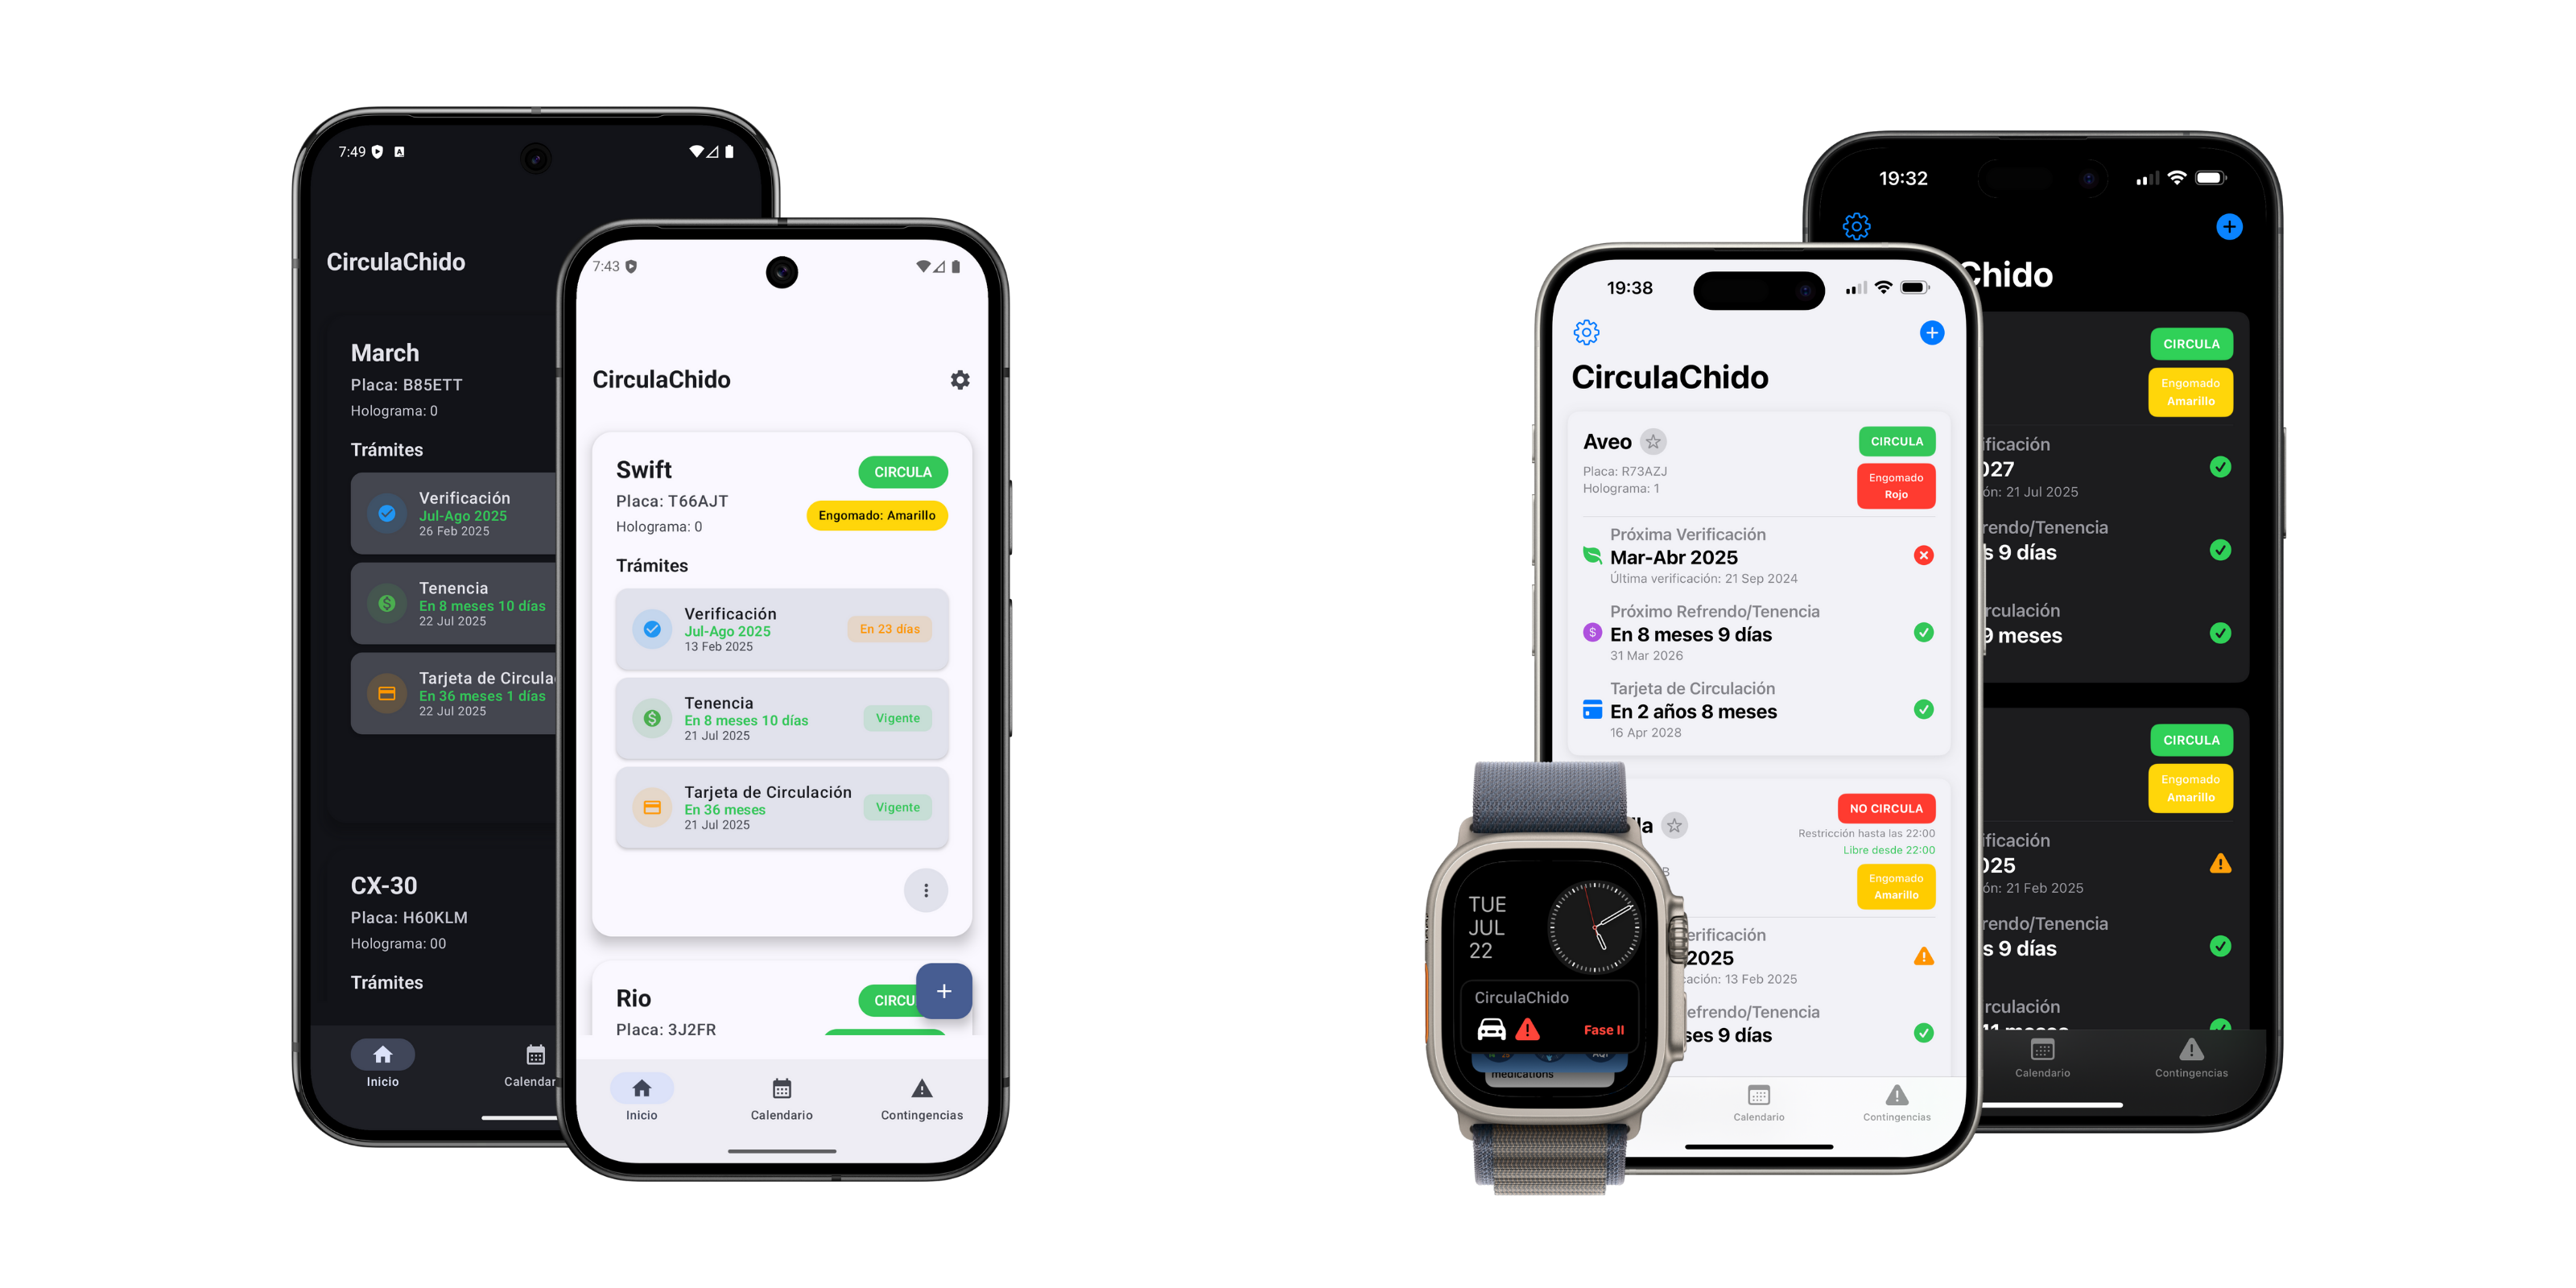 7:49
CirculaChido
March
Placa: B85ETT
Holograma: 0
Trámites
Verificación
Jul-Ago 2025
26 Feb 2025
Tenencia
En 8 meses 10 días
22 Jul 2025
Tarjeta de Circula
En 36 meses 1 días
22 Jul 2025
CX-30
Placa: H60KLM
Holograma: 00
Trámites
Inicio
Calendar
7:43
CirculaChido
Swift
CIRCULA
Placa: T66AJT
Engomado: Amarillo
Holograma: 0
Trámites
Verificación
Jul-Ago 2025
En 23 días
13 Feb 2025
Tenencia
En 8 meses 10 días
Vigente
21 Jul 2025
Tarjeta de Circulación
En 36 meses
Vigente
21 Jul 2025
Rio
CIRCU
Placa: 3J2FR
Inicio
Calendario
Contingencias
19:38
CirculaChido
Aveo
CIRCULA
Placa: R73AZJ
Holograma: 1
Engomado
Rojo
Próxima Verificación
Mar-Abr 2025
Última verificación: 21 Sep 2024
Próximo Refrendo/Tenencia
En 8 meses 9 días
31 Mar 2026
Tarjeta de Circulación
En 2 años 8 meses
16 Apr 2028
la
NO CIRCULA
Restricción hasta las 22:00
Libre desde 22:00
B
Engomado
Amarillo
erificación
2025
cación: 13 Feb 2025
efrendo/Tenencia
ses 9 días
Calendario
Contingencias
TUE
JUL
22
CirculaChido
Fase II
medications
19:32
Chido
CIRCULA
Engomado
Amarillo
ificación
027
ón: 21 Jul 2025
rendo/Tenencia
s 9 días
rculación
9 meses
CIRCULA
Engomado
Amarillo
ificación
025
ón: 21 Feb 2025
rendo/Tenencia
s 9 días
rculación
11 meses
Calendario
Contingencias